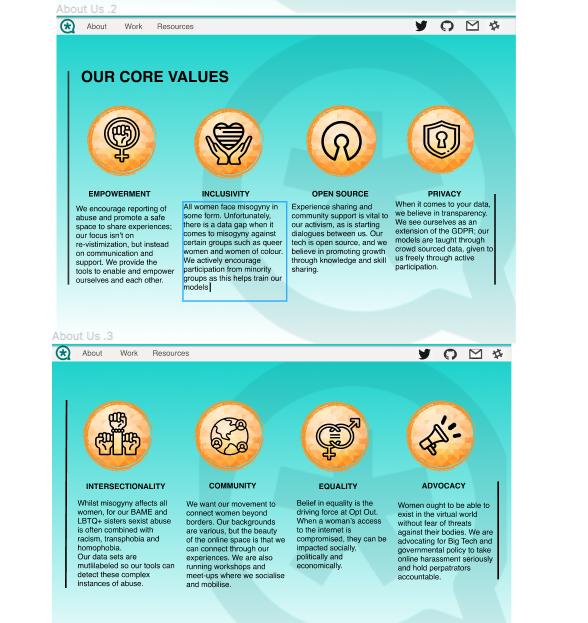 About Us .2
About Work Resources
OUR CORE VALUES
EMPOWERMENT
We encourage reporting of
abuse and promote a safe
space to share experiences;
our focus isn't on
re-vistimization, but instead
on communication and
support. We provide the
tools to enable and empower
ourselves and each other.
INCLUSIVITY
All women face misogyny in
some form. Unfortunately,
there is a data gap when it
comes to misogyny against
certain groups such as queer
women and women of colour.
We actively encourage
participation from minority
groups as this helps train our
models
OPEN SOURCE
Experience sharing and
community support is vital to
our activism, as is starting
dialogues between us. Our
tech is open source, and we
believe in promoting growth
through knowledge and skill
sharing.
PRIVACY
When it comes to your data,
we believe in transparency.
We see ourselves as an
extension of the GDPR; our
models are taught through
crowd sourced data, given to
us freely through active
participation.
About Us .3
About Work Resources
INTERSECTIONALITY
Whilst misogyny affects all
women, for our BAME and
LBTQ+ sisters sexist abuse
is often combined with
racism, transphobia and
homophobia.
Our data sets are
mutlilabeled so our tools can
detect these complex
instances of abuse.
COMMUNITY
We want our movement to
connect women beyond
borders. Our backgrounds
are various, but the beauty
of the online space is that we
can connect through our
experiences. We are also
running workshops and
meet-ups where we socialise
and mobilise.
EQUALITY
Belief in equality is the
driving force at Opt Out.
When a woman's access
to the internet is
compromised, they can be
impacted socially,
politically and
economically.
ADVOCACY
Women ought to be able to
exist in the virtual world
without fear of threats
against their bodies. We are
advocating for Big Tech and
governmental policy to take
online harassment seriously
and hold perpatrators
accountable.